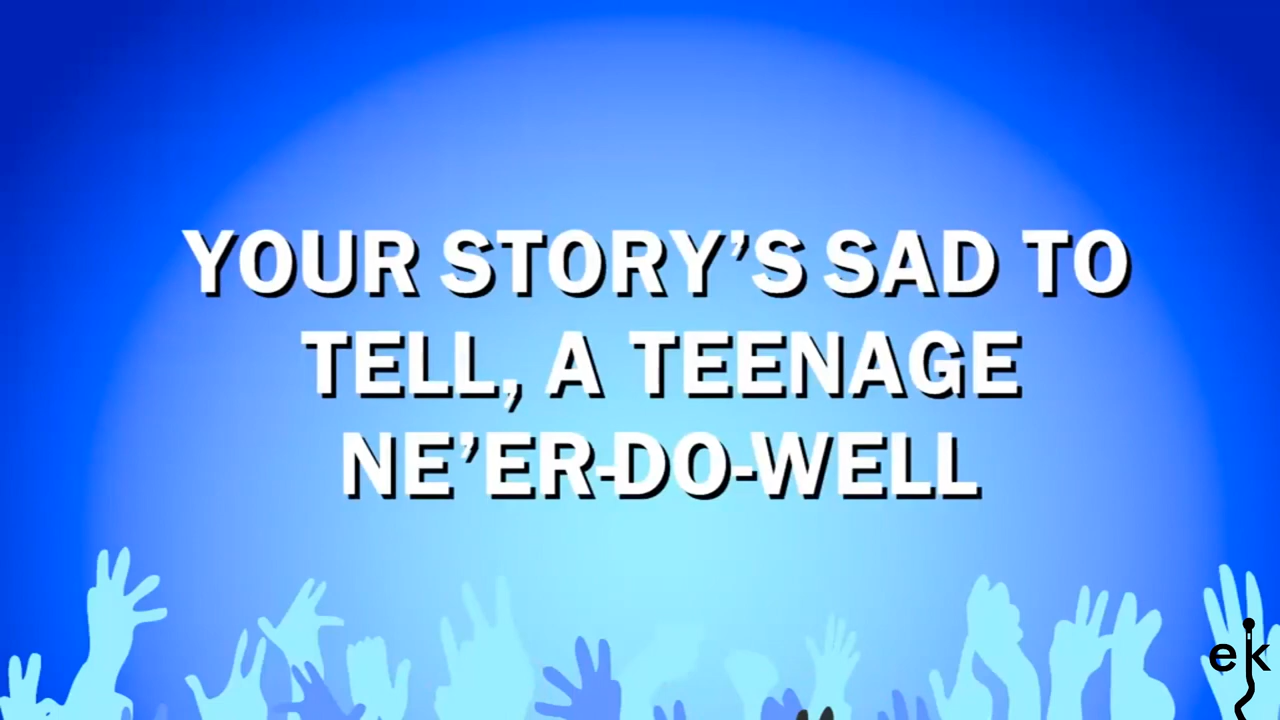 YOUR STORY’S SAD TO
TELL, A TEENAGE
NE’ER-DO-WELL
ek